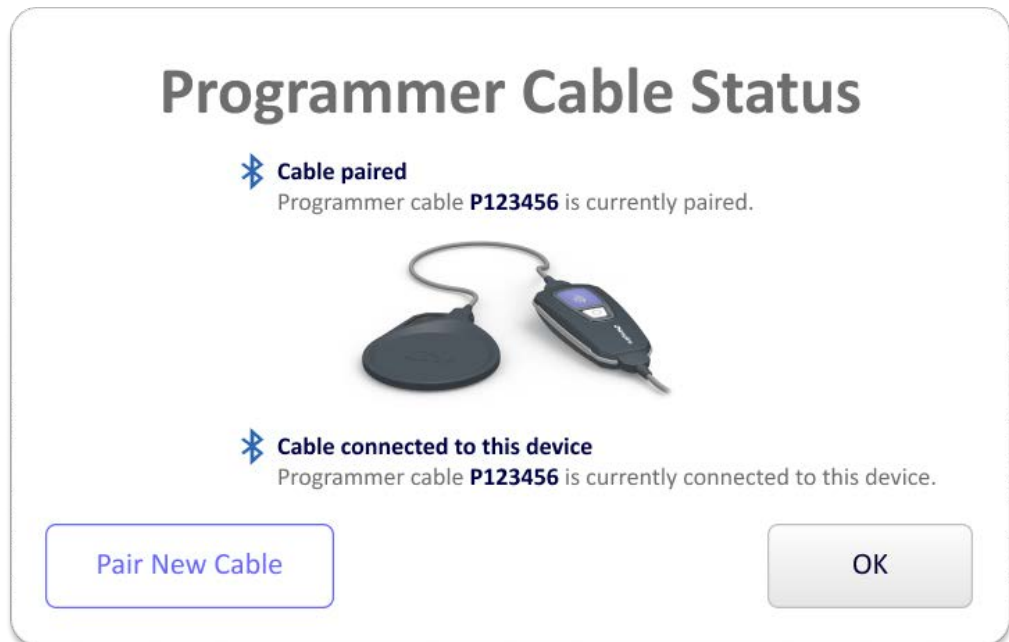 Programmer Cable Status
Cable paired
Programmer cable P123456 is currently paired.
Cable connected to this device
Programmer cable P123456 is currently connected to this device.
Pair New Cable
OK